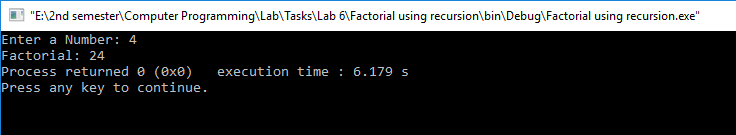 "E:\2nd semester\Computer Programming\Lab\Tasks\Lab 6\Factorial using recursion\bin\Debug\Factorial using recursion.exe"
Enter a Number: 4
Factorial: 24
Process returned 0 (0x0)   execution time : 6.179 s
Press any key to continue.